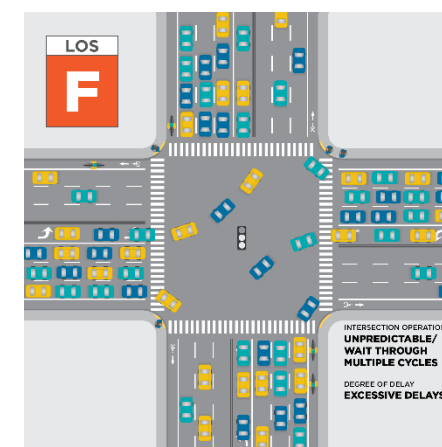 LOS
F
INTERSECTION OPERATION
UNPREDICTABLE/
WAIT THROUGH
MULTIPLE CYCLES
DEGREE OF DELAY
EXCESSIVE DELAYS